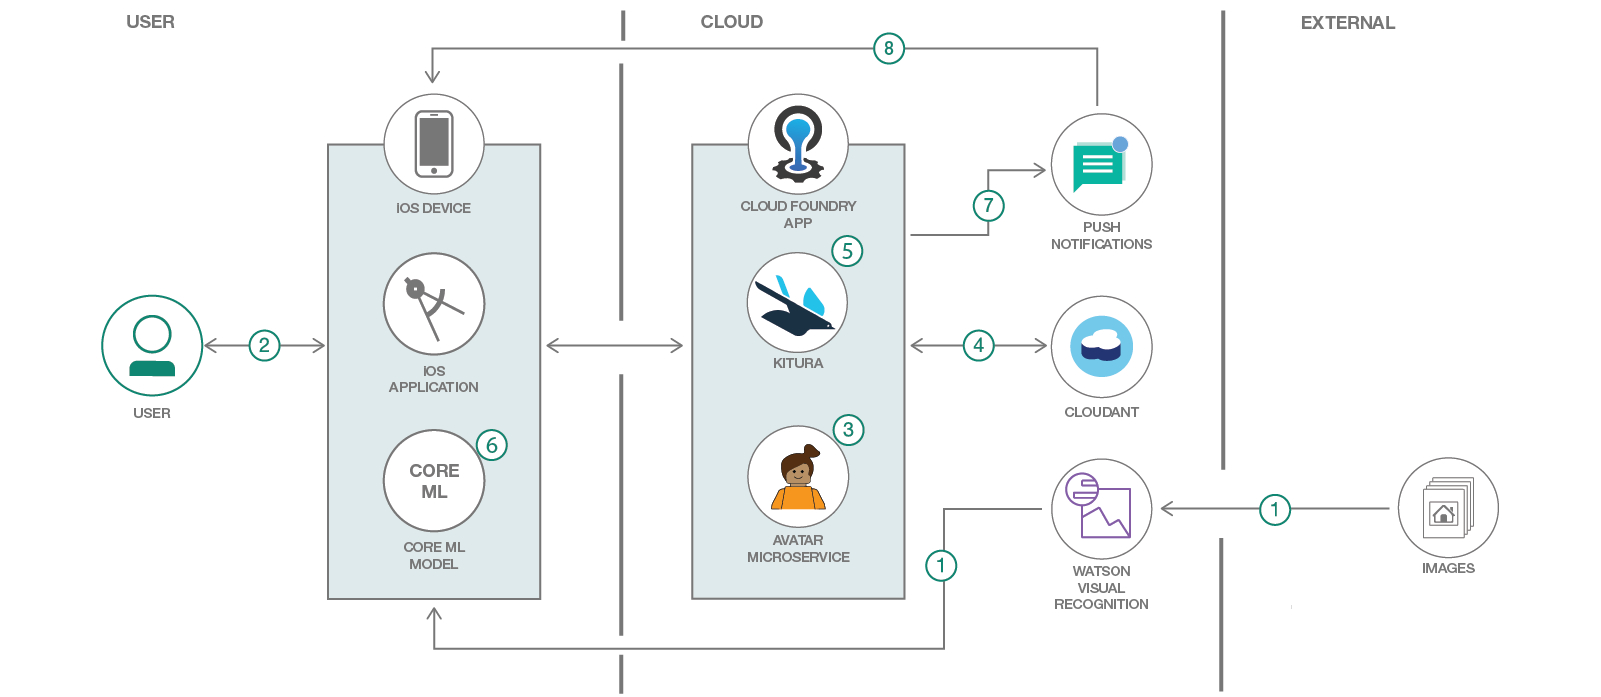 USER
CLOUD
EXTERNAL
8
iOS DEVICE
CLOUD FOUNDRY
APP
7
PUSH
NOTIFICATIONS
5
2
USER
iOS
APPLICATION
KITURA
4
CLOUDANT
6
CORE
ML
CORE ML
MODEL
3
AVATAR
MICROSERVICE
1
WATSON
VISUAL
RECOGNITION
1
IMAGES